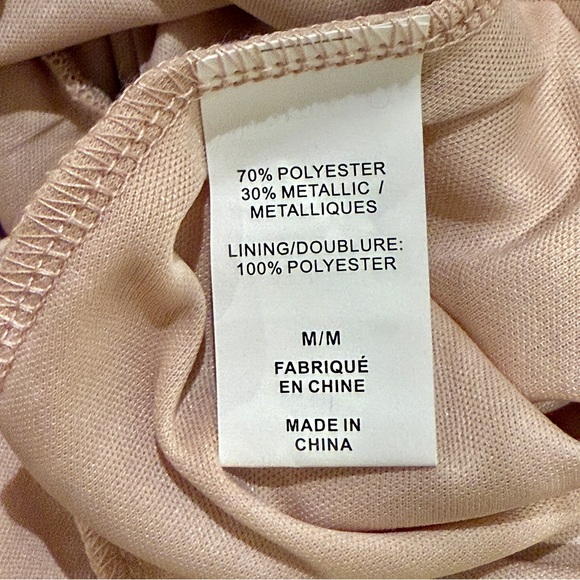 70% POLYESTER
30% METALLIC /
METALLIQUES
LINING/DOUBLURE:
100% POLYESTER
M/M
FABRIQUÉ
EN CHINE
MADE IN
CHINA